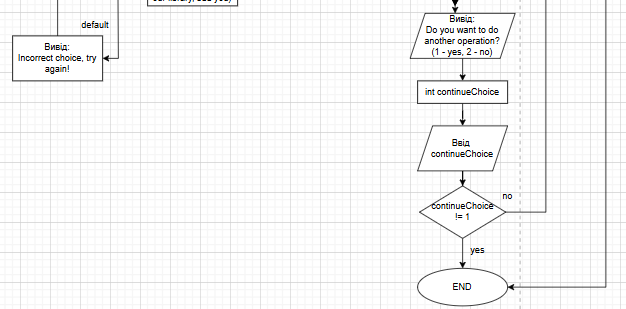 default
Вивід:
Incorrect choice, try
again!
Вивід:
Do you want to do
another operation?
(1 - yes, 2 - no)
int continueChoice
Ввід
continueChoice
continueChoice
!= 1
no
yes
END